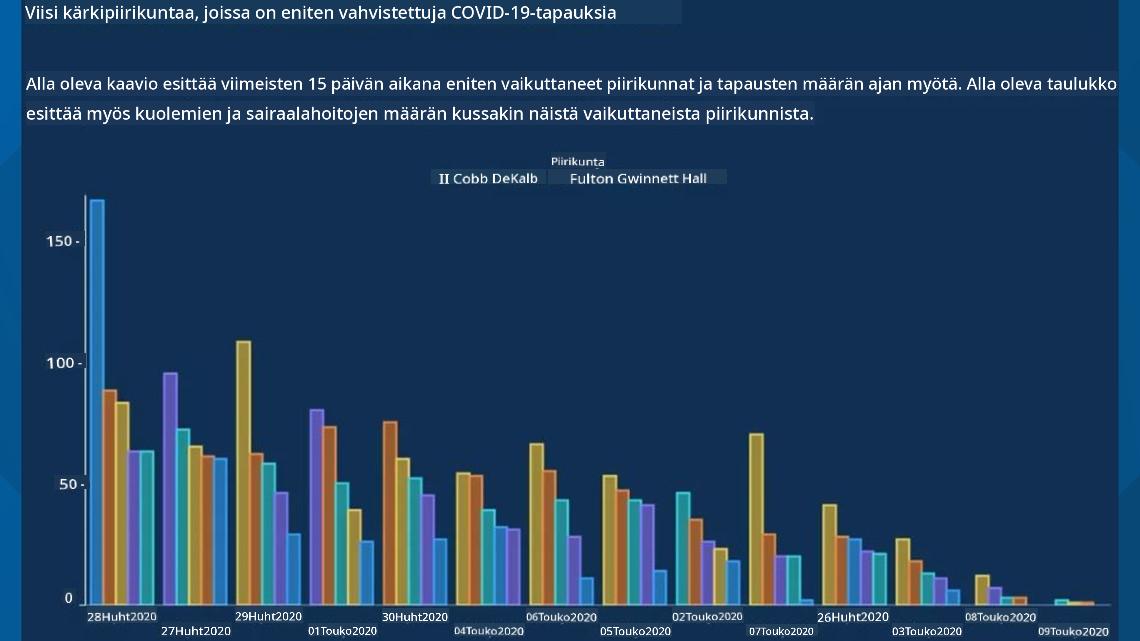 Viisi kärkipiirikuntaa, joissa on eniten vahvistettuja COVID-19-tapauksia
Alla oleva kaavio esittää viimeisten 15 päivän aikana eniten vaikuttaneet piirikunnat ja tapausten määrän ajan myötä. Alla oleva taulukko
esittää myös kuolemien ja sairaalahoitojen määrän kussakin näistä vaikuttaneista piirikunnista.
Piirikunta
II Cobb DeKalb Fulton Gwinnett Hall
150 -
100 -
50 -
0
28Huht2020 29Huht2020 30Huht2020 06Touko2020 02Touko2020 26Huht2020 08Touko2020
27Huht2020 01Touko2020 04Touko2020 05Touko2020 07Touko2020 03Touko2020 09Touko2020